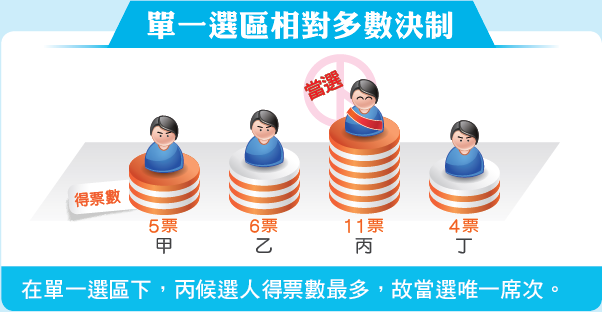 單一選區相對多數決制
當選
得票數
5票 6票 11票 4票
甲 乙 丙 丁
在單一選區下，丙候選人得票數最多，故當選唯一席次。